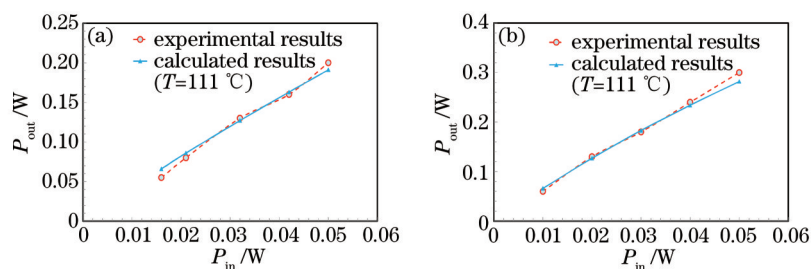 (a)
experimental results
calculated results
(T=111 ℃)
0.25
0.20
0.15
0.10
0.05
0
P_out /W
0 0.01 0.02 0.03 0.04 0.05 0.06
P_in /W
(b)
experimental results
calculated results
(T=111 ℃)
0.4
0.3
0.2
0.1
0
P_out /W
0 0.01 0.02 0.03 0.04 0.05 0.06
P_in /W